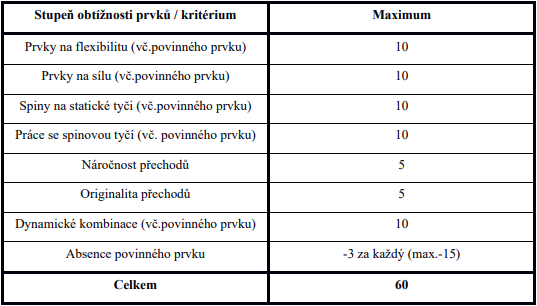 Stupeň obtížnosti prvků / kritérium Maximum
Prvky na flexibilitu (vč.povinného prvku) 10
Prvky na sílu (vč.povinného prvku) 10
Spiny na statické tyči (vč.povinného prvku) 10
Práce se spinovou tyčí (vč. povinného prvku) 10
Náročnost přechodů 5
Originalita přechodů 5
Dynamické kombinace (vč.povinného prvku) 10
Absence povinného prvku -3 za každý (max.-15)
Celkem 60